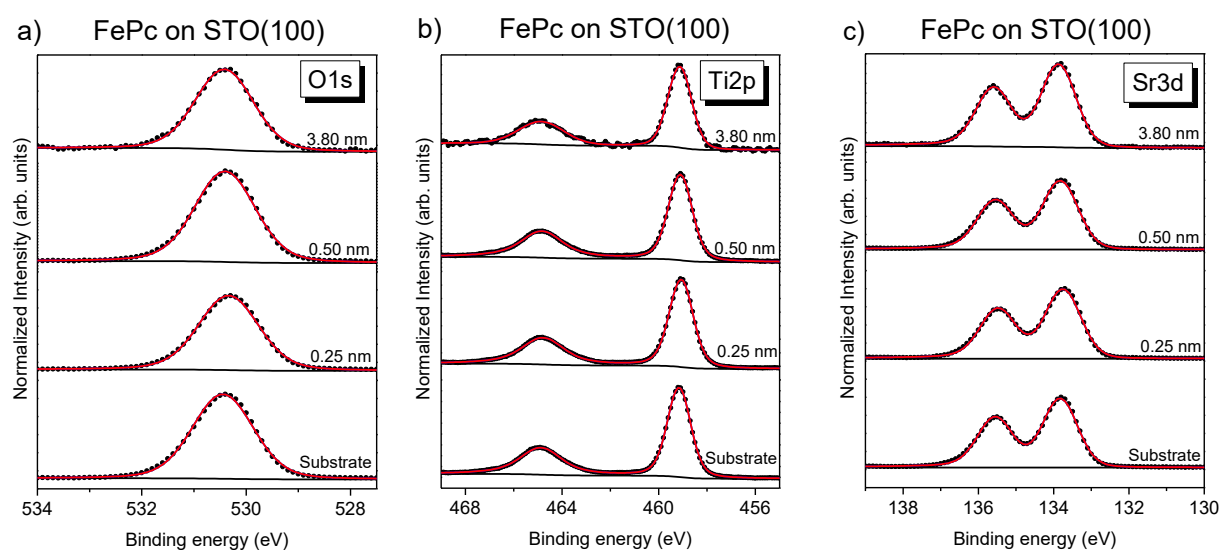 a)
FePc on STO(100)
O1s
3.80 nm
0.50 nm
0.25 nm
Substrate
Normalized Intensity (arb. units)
534 532 530 528
Binding energy (eV)
b)
FePc on STO(100)
Ti2p
3.80 nm
0.50 nm
0.25 nm
Substrate
Normalized Intensity (arb. units)
468 464 460 456
Binding energy (eV)
c)
FePc on STO(100)
Sr3d
3.80 nm
0.50 nm
0.25 nm
Substrate
Normalized Intensity (arb. units)
138 136 134 132 130
Binding energy (eV)